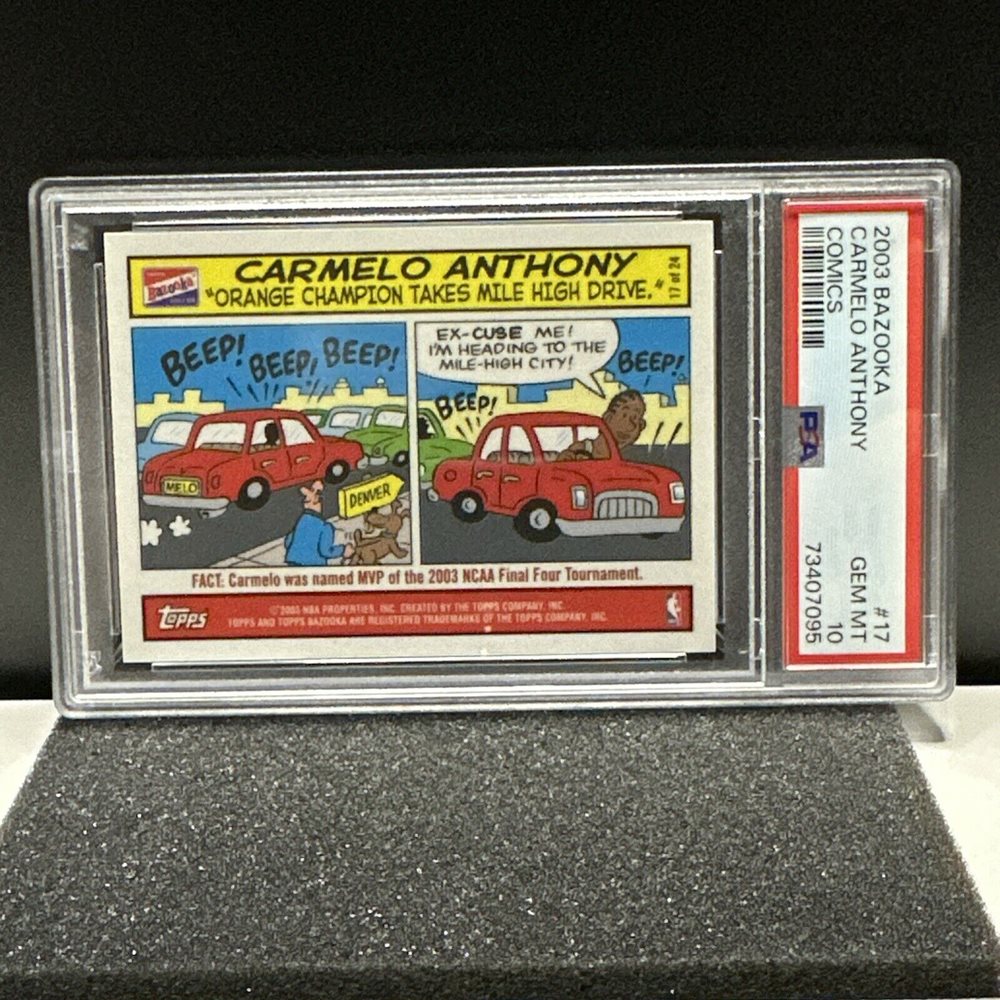 Bazooka
CARMELO ANTHONY
"ORANGE CHAMPION TAKES MILE HIGH DRIVE."
17 of 24
BEEP!
BEEP, BEEP!
MELO
DENVER
EX-CUSE ME!
I'M HEADING TO THE
MILE-HIGH CITY!
BEEP!
BEEP!
FACT: Carmelo was named MVP of the 2003 NCAA Final Four Tournament.
Topps
©2003 NBA PROPERTIES, INC. CREATED BY THE TOPPS COMPANY, INC.
TOPPS AND TOPPS BAZOOKA ARE REGISTERED TRADEMARKS OF THE TOPPS COMPANY, INC.
2003 BAZOOKA #17
CARMELO ANTHONY GEM MT
COMICS 10
PSA 73407095